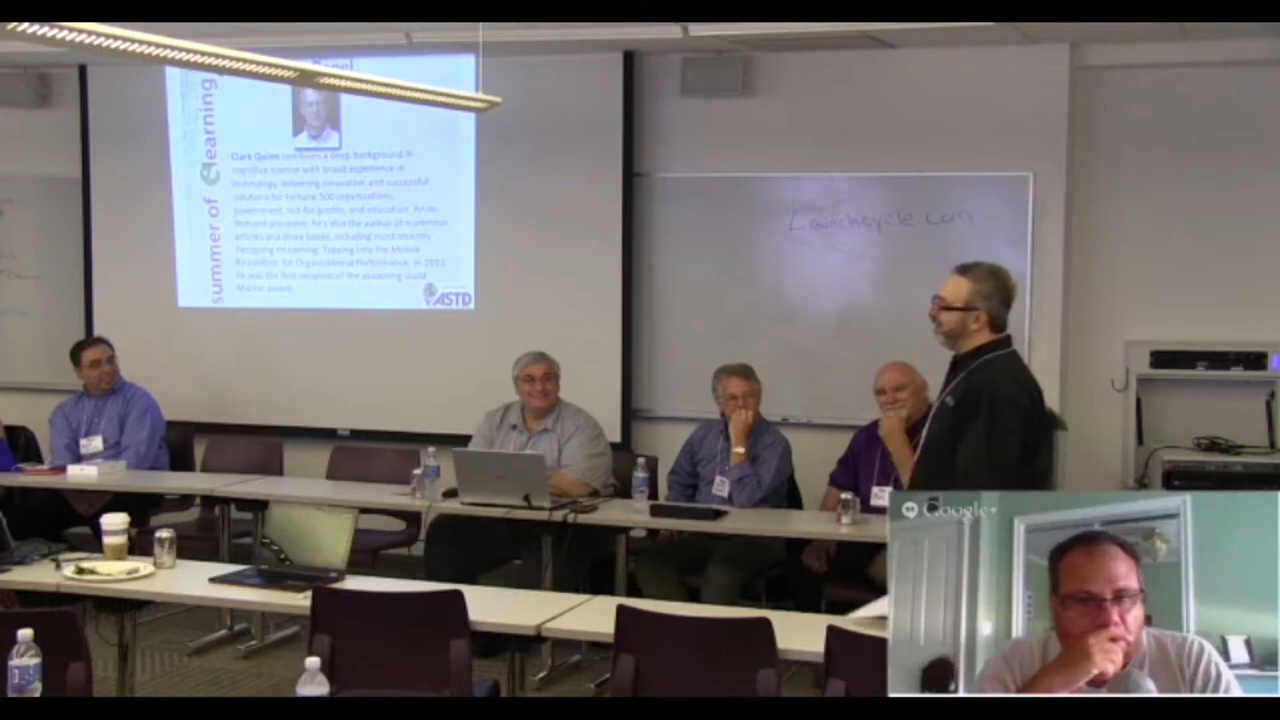 Panel
summer of eLearning
Clark Quinn combines a deep background in
cognitive science with broad experience in
technology, delivering innovative and successful
solutions for Fortune 500 organizations,
government, not-for-profits, and education. An in-
demand presenter, he's also the author of numerous
articles and three books, including most recently
Designing mLearning: Tapping Into the Mobile
Revolution for Organizational Performance. In 2012
he was the first recipient of the eLearning Guild
Master award.
ASTD
Launchcycle.com
Google+